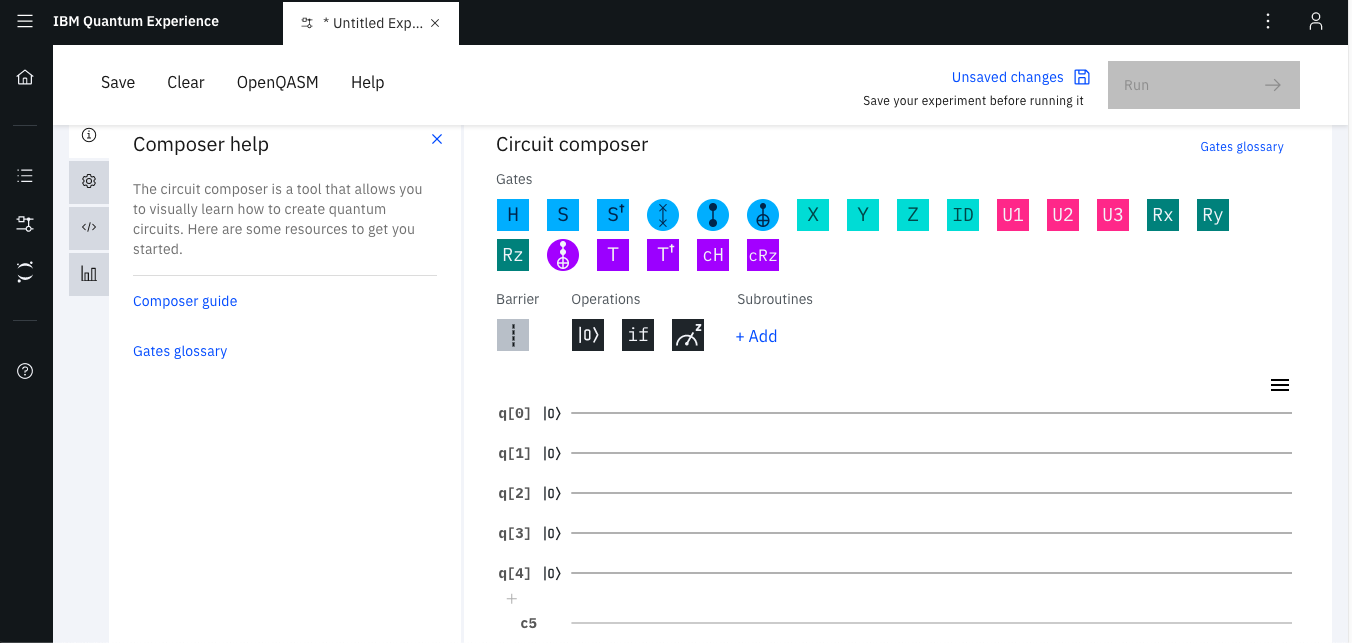 IBM Quantum Experience
* Untitled Exp...
Save Clear OpenQASM Help
Unsaved changes
Save your experiment before running it
Run
Composer help
The circuit composer is a tool that allows you
to visually learn how to create quantum
circuits. Here are some resources to get you
started.
Composer guide
Gates glossary
Circuit composer
Gates glossary
Gates
H S S† X Y Z ID U1 U2 U3 Rx Ry
Rz T T† cH cRz
Barrier Operations Subroutines
|0⟩ if z + Add
q[0] |0⟩
q[1] |0⟩
q[2] |0⟩
q[3] |0⟩
q[4] |0⟩
+
c5